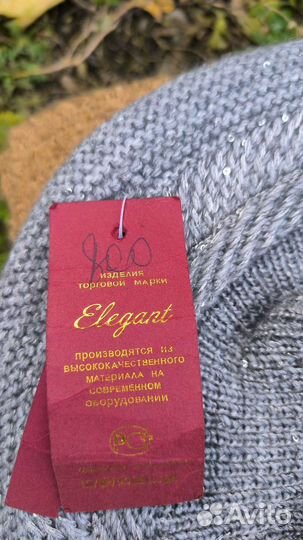 800
ИЗДЕЛИЯ
ТОРГОВОЙ МАРКИ
Elegant
ПРОИЗВОДЯТСЯ ИЗ
ВЫСОКОКАЧЕСТВЕННОГО
МАТЕРИАЛА НА
СОВРЕМЕННОМ
ОБОРУДОВАНИИ
Avito